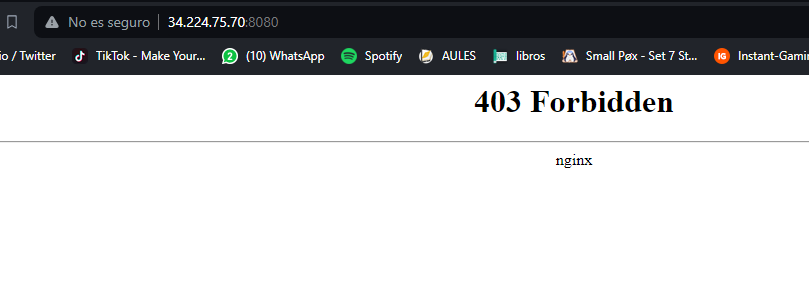 No es seguro 34.224.75.70:8080
io / Twitter TikTok - Make Your... (10) WhatsApp Spotify AULES libros Small Pøx - Set 7 St... IG Instant-Gamin
403 Forbidden
nginx